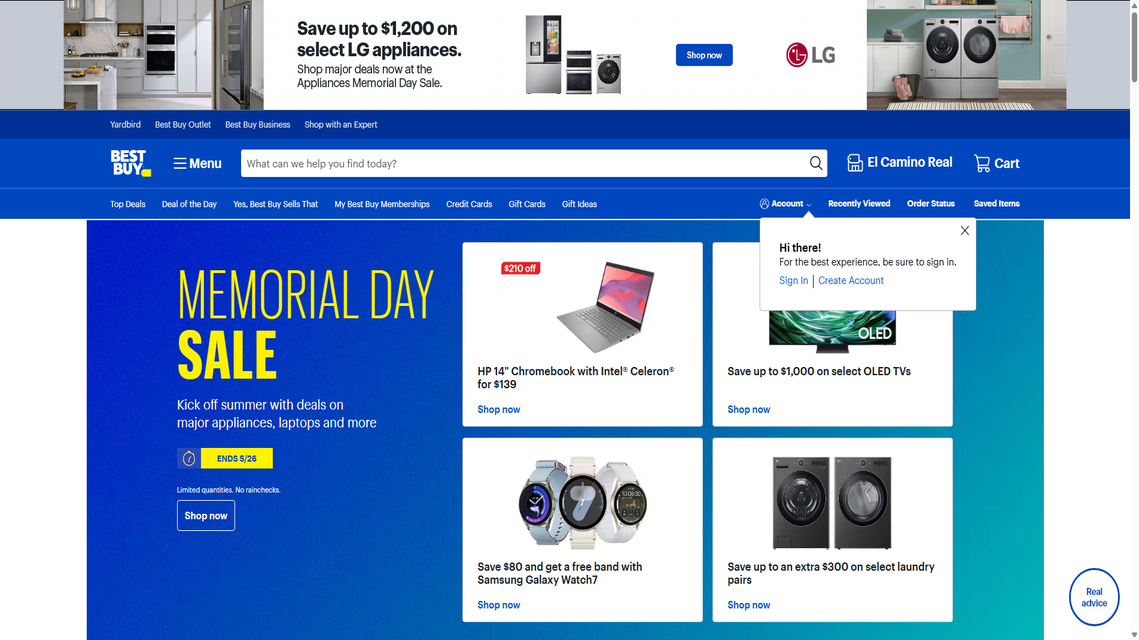 Save up to $1,200 on
select LG appliances.
Shop major deals now at the
Appliances Memorial Day Sale.
Shop now
LG
Yardbird
Best Buy Outlet
Best Buy Business
Shop with an Expert
BEST
BUY
Menu
What can we help you find today?
El Camino Real
Cart
Top Deals
Deal of the Day
Yes, Best Buy Sells That
My Best Buy Memberships
Credit Cards
Gift Cards
Gift Ideas
Account
Recently Viewed
Order Status
Saved Items
Hi there!
For the best experience, be sure to sign in.
Sign In | Create Account
MEMORIAL DAY
SALE
Kick off summer with deals on
major appliances, laptops and more
ENDS 5/26
Limited quantities. No rainchecks.
Shop now
$210 off
HP 14" Chromebook with Intel® Celeron®
for $139
Shop now
OLED
Save up to $1,000 on select OLED TVs
Shop now
Save $80 and get a free band with
Samsung Galaxy Watch7
Shop now
Save up to an extra $300 on select laundry
pairs
Shop now
Real
advice